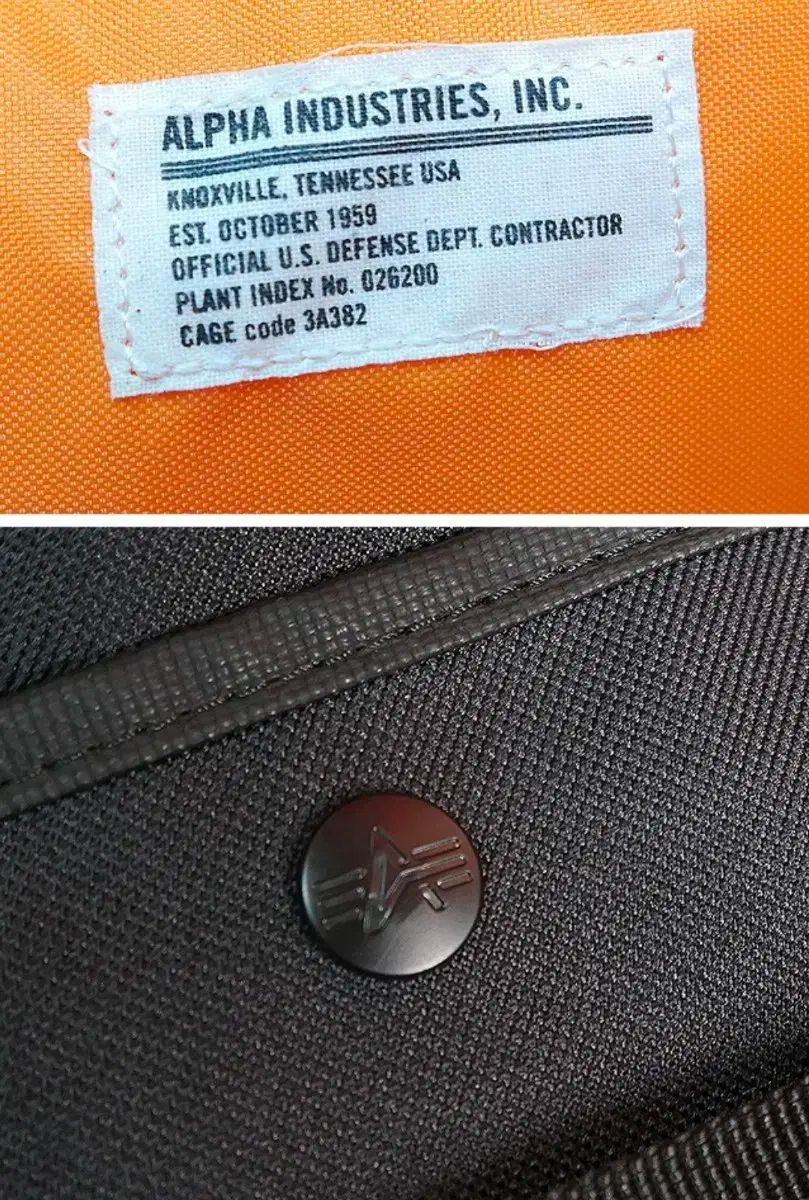 ALPHA INDUSTRIES, INC.
KNOXVILLE, TENNESSEE USA
EST. OCTOBER 1959
OFFICIAL U.S. DEFENSE DEPT. CONTRACTOR
PLANT INDEX No. 026200
CAGE code 3A382